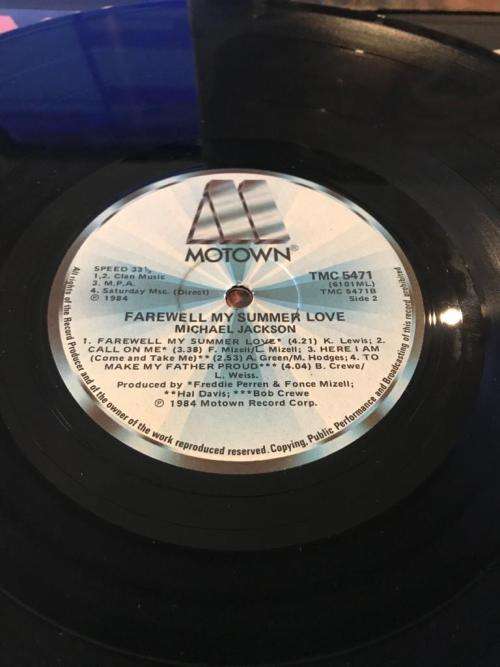 MOTOWN®
SPEED 33⅓
1,2. Clen Music
3. M.P.A.
4. Saturday Msc. (Direct)
℗ 1984
TMC 5471
(6101ML)
TMC 5471B
Side 2
FAREWELL MY SUMMER LOVE
MICHAEL JACKSON
1. FAREWELL MY SUMMER LOVE* (4.21) K. Lewis; 2.
CALL ON ME* (3.38) F. Mizell/L. Mizell; 3. HERE I AM
(Come and Take Me)** (2.53) A. Green/M. Hodges; 4. TO
MAKE MY FATHER PROUD*** (4.04) B. Crewe/
L. Weiss.
Produced by *Freddie Perren & Fonce Mizell;
**Hal Davis; ***Bob Crewe
℗ 1984 Motown Record Corp.
All rights of the Record Producer and of the owner of the work reproduced reserved. Copying, Public Performance and Broadcasting of this record prohibited